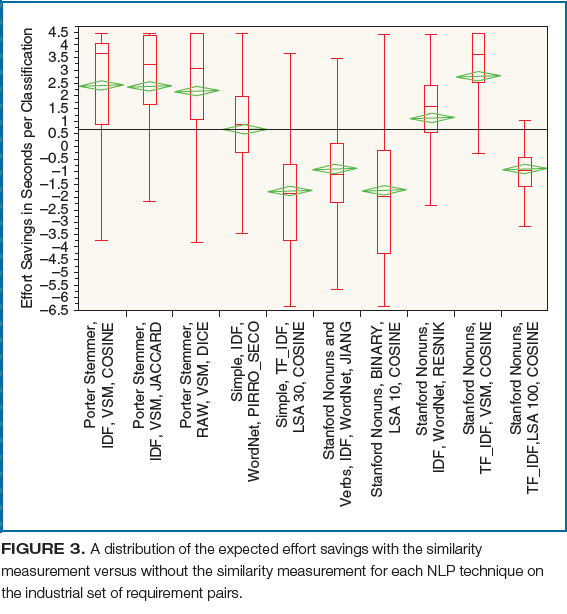 Effort Savings in Seconds per Classification
4.5
3.5
3
2.5
1.5
1
0.5
0
−0.5
−1
−1.5
−2
−2.5
−3
−3.5
−4
−4.5
−5
−5.5
−6
−6.5
Porter Stemmer,
IDF, VSM, COSINE
Porter Stemmer,
IDF, VSM, JACCARD
Porter Stemmer,
RAW, VSM, DICE
Simple, IDF,
WordNet, PIRRO_SECO
Simple, TF_IDF,
LSA 30, COSINE
Stanford Nonuns and
Verbs, IDF, WordNet, JIANG
Stanford Nonuns, BINARY,
LSA 10, COSINE
Stanford Nonuns,
IDF, WordNet, RESNIK
Stanford Nonuns,
TF_IDF, VSM, COSINE
Stanford Nonuns,
TF_IDF,LSA 100, COSINE
FIGURE 3. A distribution of the expected effort savings with the similarity
measurement versus without the similarity measurement for each NLP technique on
the industrial set of requirement pairs.